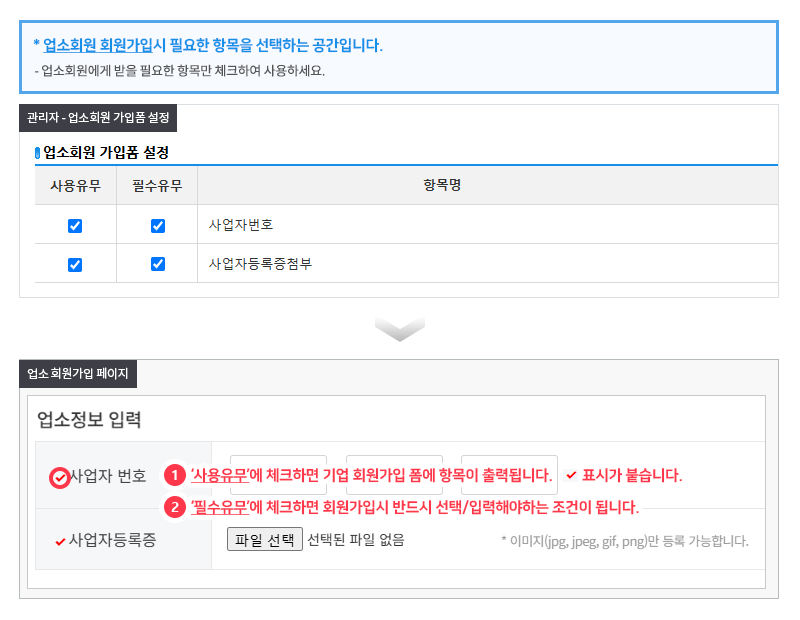 * 업소회원 회원가입시 필요한 항목을 선택하는 공간입니다.
- 업소회원에게 받을 필요한 항목만 체크하여 사용하세요.
관리자 - 업소회원 가입폼 설정
업소회원 가입폼 설정
사용유무 필수유무 항목명
사업자번호
사업자등록증첨부
업소 회원가입 페이지
업소정보 입력
사업자 번호
1 '사용유무'에 체크하면 기업 회원가입 폼에 항목이 출력됩니다. ✓ 표시가 붙습니다.
2 '필수유무'에 체크하면 회원가입시 반드시 선택/입력해야하는 조건이 됩니다.
✓ 사업자등록증 파일 선택 선택된 파일 없음 * 이미지(jpg, jpeg, gif, png)만 등록 가능합니다.